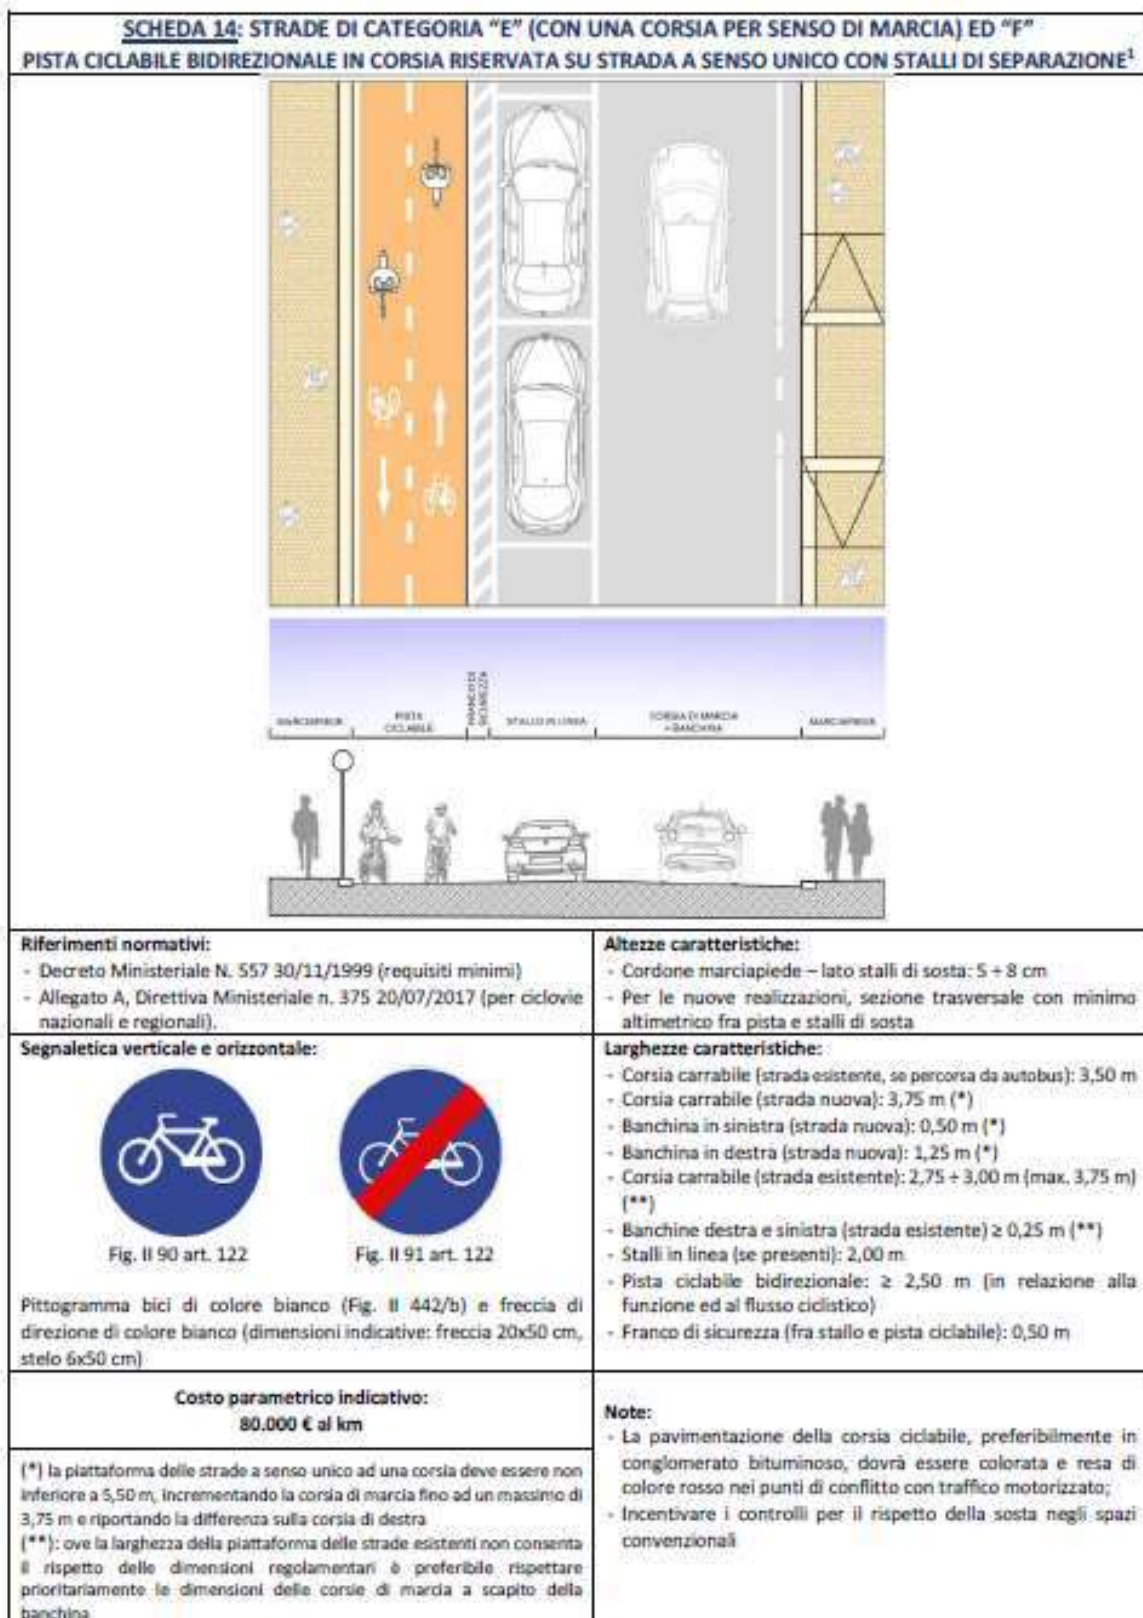 SCHEDA 14: STRADE DI CATEGORIA "E" (CON UNA CORSIA PER SENSO DI MARCIA) ED "F"
PISTA CICLABILE BIDIREZIONALE IN CORSIA RISERVATA SU STRADA A SENSO UNICO CON STALLI DI SEPARAZIONE¹
MARCIAPIEDE
PISTA
CICLABILE
FRANCO DI
SICUREZZA
STALLO IN LINEA
CORSIA DI MARCIA
+ BANCHINA
MARCIAPIEDE
Riferimenti normativi:
- Decreto Ministeriale N. 557 30/11/1999 (requisiti minimi)
- Allegato A, Direttiva Ministeriale n. 375 20/07/2017 (per ciclovie
nazionali e regionali).
Altezze caratteristiche:
- Cordone marciapiede – lato stalli di sosta: 5 ÷ 8 cm
- Per le nuove realizzazioni, sezione trasversale con minimo
altimetrico fra pista e stalli di sosta
Segnaletica verticale e orizzontale:
Fig. II 90 art. 122
Fig. II 91 art. 122
Pittogramma bici di colore bianco (Fig. II 442/b) e freccia di
direzione di colore bianco (dimensioni indicative: freccia 20x50 cm,
stelo 6x50 cm)
Larghezze caratteristiche:
- Corsia carrabile (strada esistente, se percorsa da autobus): 3,50 m
- Corsia carrabile (strada nuova): 3,75 m (*)
- Banchina in sinistra (strada nuova): 0,50 m (*)
- Banchina in destra (strada nuova): 1,25 m (*)
- Corsia carrabile (strada esistente): 2,75 ÷ 3,00 m (max. 3,75 m)
(**)
- Banchine destra e sinistra (strada esistente) ≥ 0,25 m (**)
- Stalli in linea (se presenti): 2,00 m
- Pista ciclabile bidirezionale: ≥ 2,50 m (in relazione alla
funzione ed al flusso ciclistico)
- Franco di sicurezza (fra stallo e pista ciclabile): 0,50 m
Costo parametrico indicativo:
80.000 € al km
(*) la piattaforma delle strade a senso unico ad una corsia deve essere non
inferiore a 5,50 m, incrementando la corsia di marcia fino ad un massimo di
3,75 m e riportando la differenza sulla corsia di destra
(**): ove la larghezza della piattaforma delle strade esistenti non consenta
il rispetto delle dimensioni regolamentari è preferibile rispettare
prioritariamente le dimensioni delle corsie di marcia a scapito della
banchina
Note:
- La pavimentazione della corsia ciclabile, preferibilmente in
conglomerato bituminoso, dovrà essere colorata e resa di
colore rosso nei punti di conflitto con traffico motorizzato;
- Incentivare i controlli per il rispetto della sosta negli spazi
convenzionali